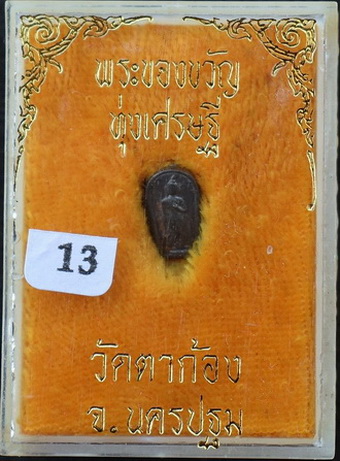 พระของขวัญ
ทุ่งเศรษฐี
13
วัดตาก้อง
จ.นครปฐม